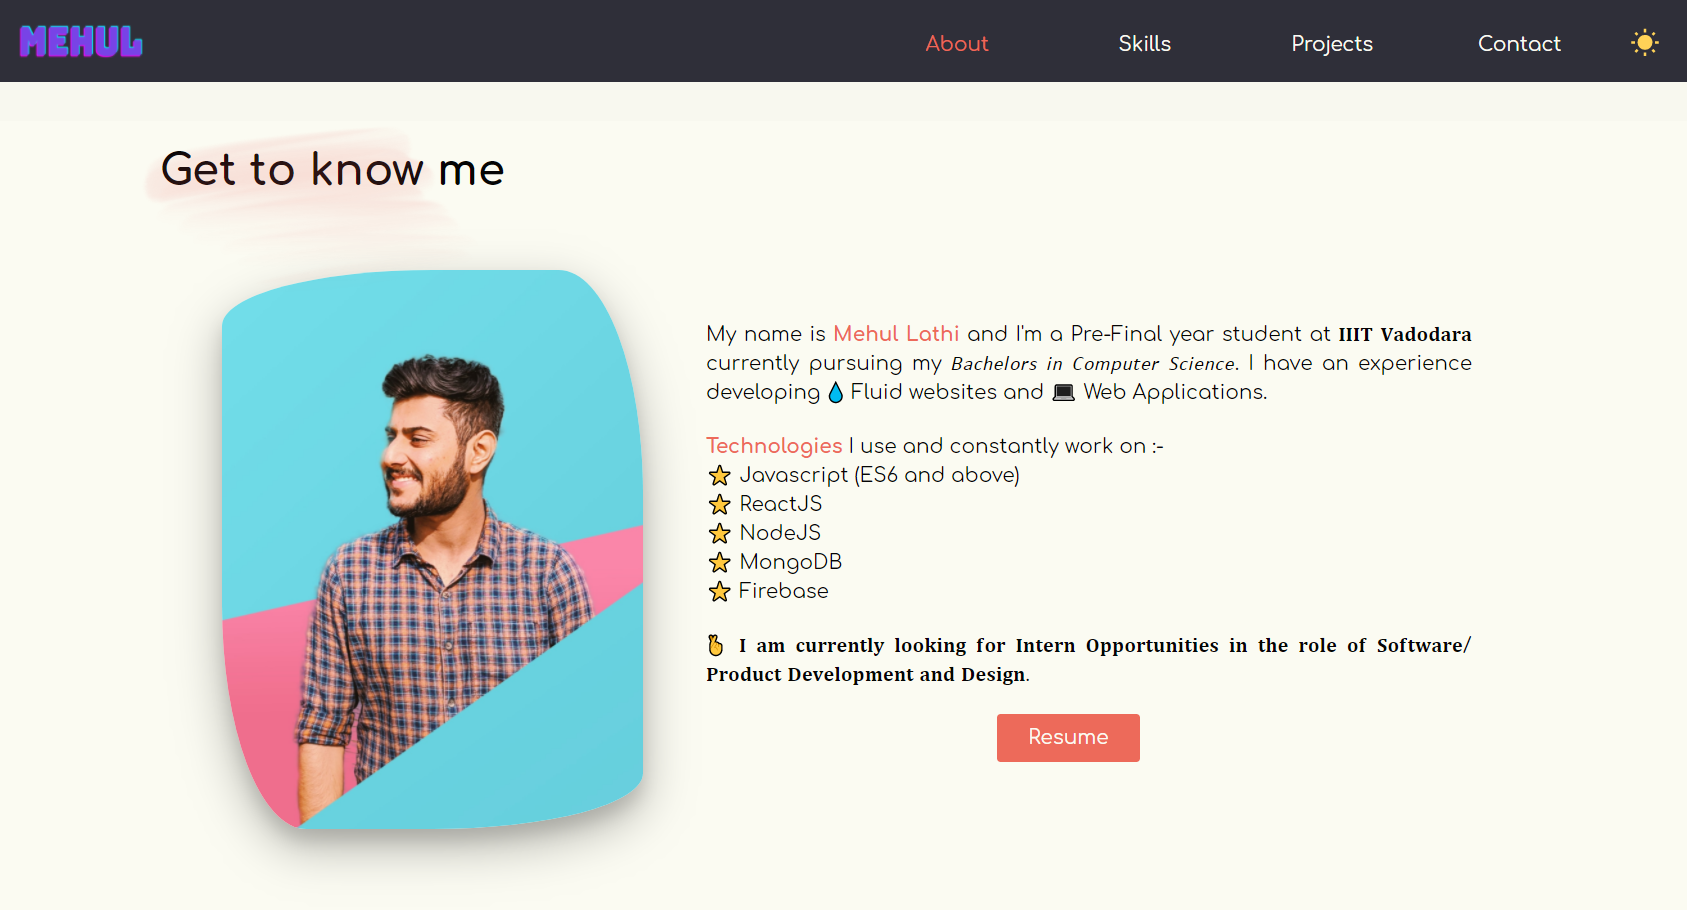 MEHUL
About
Skills
Projects
Contact
Get to know me
My name is Mehul Lathi and I'm a Pre-Final year student at IIIT Vadodara
currently pursuing my Bachelors in Computer Science. I have an experience
developing 💧 Fluid websites and 💻 Web Applications.
Technologies I use and constantly work on :-
⭐ Javascript (ES6 and above)
⭐ ReactJS
⭐ NodeJS
⭐ MongoDB
⭐ Firebase
🤞 I am currently looking for Intern Opportunities in the role of Software/
Product Development and Design.
Resume